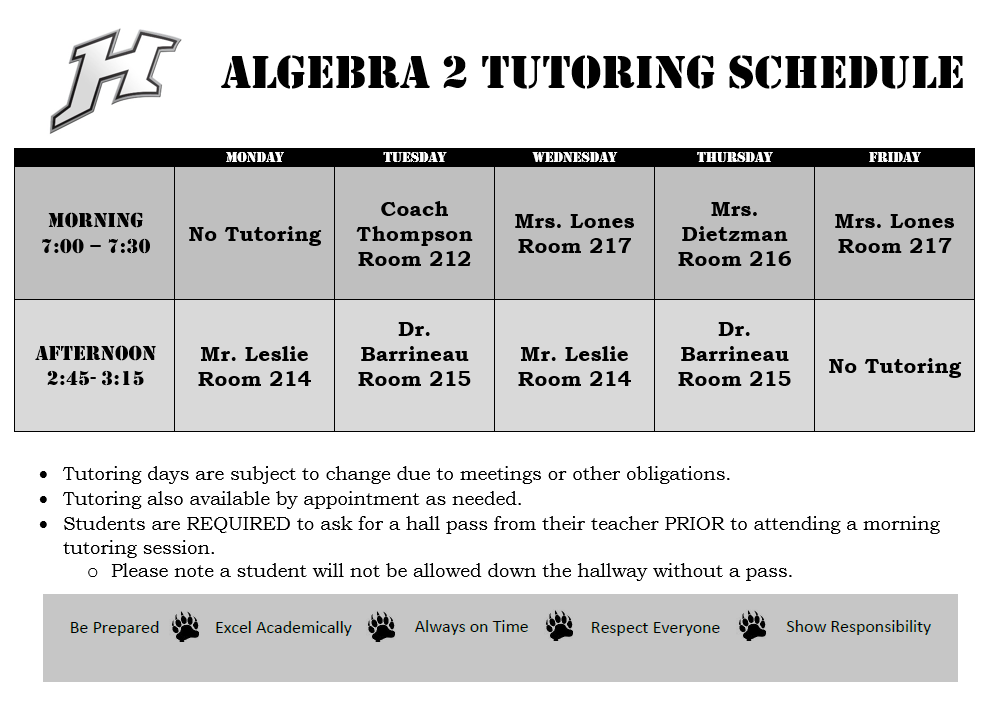 H
ALGEBRA 2 TUTORING SCHEDULE
MONDAY TUESDAY WEDNESDAY THURSDAY FRIDAY
MORNING
7:00 – 7:30
No Tutoring
Coach
Thompson
Room 212
Mrs. Lones
Room 217
Mrs.
Dietzman
Room 216
Mrs. Lones
Room 217
AFTERNOON
2:45- 3:15
Mr. Leslie
Room 214
Dr.
Barrineau
Room 215
Mr. Leslie
Room 214
Dr.
Barrineau
Room 215
No Tutoring
• Tutoring days are subject to change due to meetings or other obligations.
• Tutoring also available by appointment as needed.
• Students are REQUIRED to ask for a hall pass from their teacher PRIOR to attending a morning
tutoring session.
o Please note a student will not be allowed down the hallway without a pass.
Be Prepared Excel Academically Always on Time Respect Everyone Show Responsibility